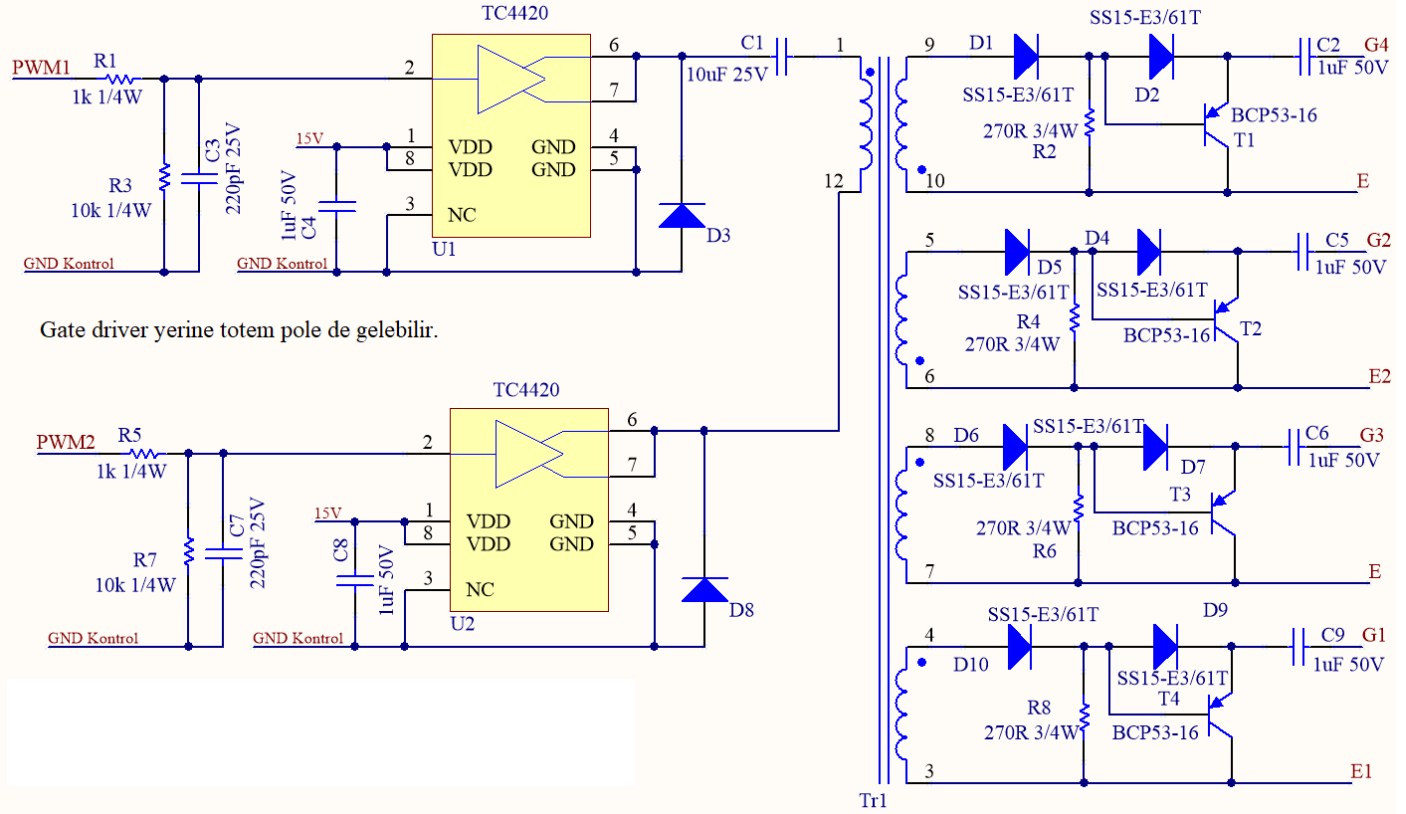 TC4420
PWM1
R1
1k 1/4W
R3
10k 1/4W
C3
220pF 25V
GND Kontrol
15V
1uF 50V
C4
GND Kontrol
2
1
8
3
VDD
VDD
NC
GND
GND
6
7
4
5
U1
D3
C1
10uF 25V
1
12
Gate driver yerine totem pole de gelebilir.
TC4420
PWM2
R5
1k 1/4W
R7
10k 1/4W
C7
220pF 25V
GND Kontrol
15V
C8
1uF 50V
GND Kontrol
2
1
8
3
VDD
VDD
NC
GND
GND
6
7
4
5
U2
D8
Tr1
9
10
D1
SS15-E3/61T
SS15-E3/61T
D2
270R 3/4W
R2
BCP53-16
T1
C2
1uF 50V
G4
E
5
6
D5
SS15-E3/61T
D4
SS15-E3/61T
R4
270R 3/4W
BCP53-16
T2
C5
1uF 50V
G2
E2
8
7
D6
SS15-E3/61T
SS15-E3/61T
D7
270R 3/4W
R6
T3
BCP53-16
C6
1uF 50V
G3
E
4
3
SS15-E3/61T
D10
D9
SS15-E3/61T
T4
R8
270R 3/4W
BCP53-16
C9
1uF 50V
G1
E1